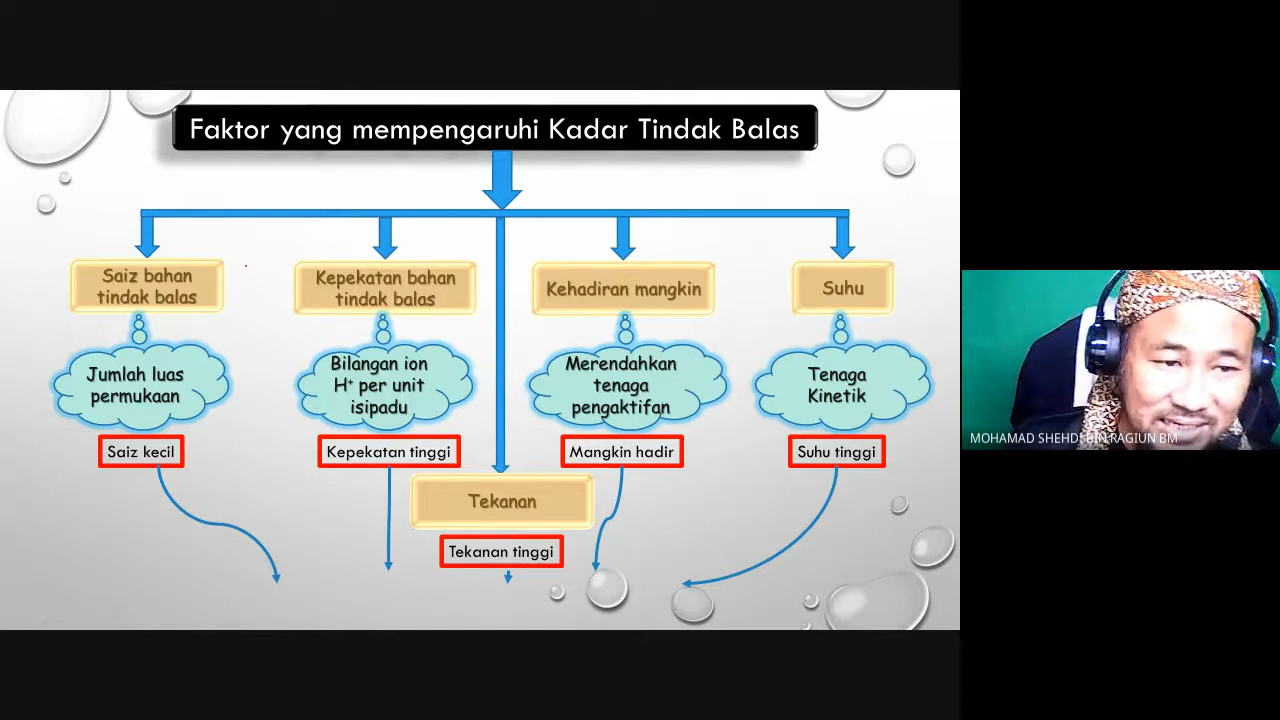 Faktor yang mempengaruhi Kadar Tindak Balas
Saiz bahan
tindak balas
Kepekatan bahan
tindak balas
Kehadiran mangkin
Suhu
Jumlah luas
permukaan
Bilangan ion
H⁺ per unit
isipadu
Merendahkan
tenaga
pengaktifan
Tenaga
Kinetik
Saiz kecil
Kepekatan tinggi
Mangkin hadir
Suhu tinggi
Tekanan
Tekanan tinggi
MOHAMAD SHEHDI BIN RAGIUN BM